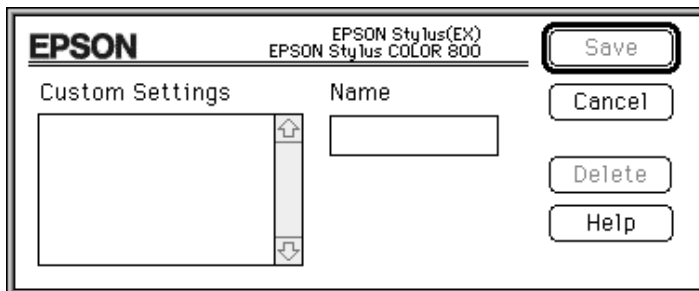 EPSON
EPSON Stylus(EX)
EPSON Stylus COLOR 800
Save
Custom Settings
Name
Cancel
Delete
Help